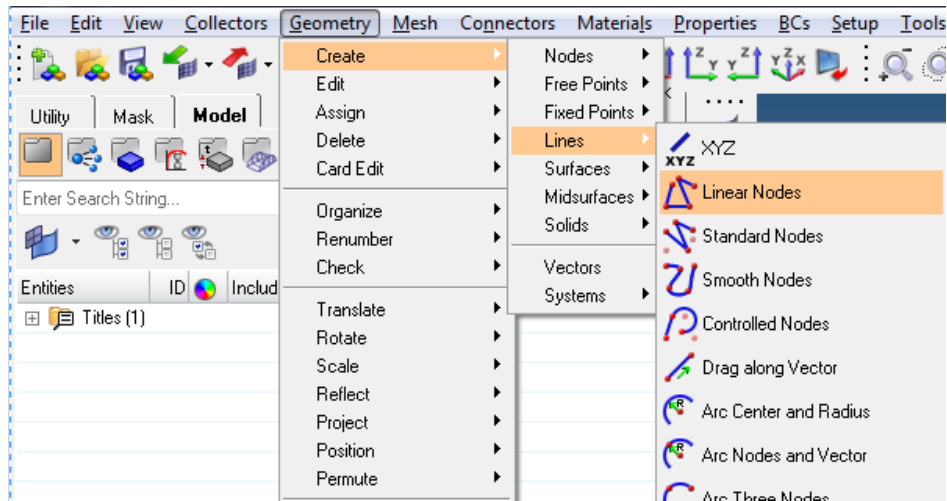 File Edit View Collectors Geometry Mesh Connectors Materials Properties BCs Setup Tools
Utility Mask Model
Enter Search String...
Entities ID Includ
Titles (1)
Create
Edit
Assign
Delete
Card Edit
Organize
Renumber
Check
Translate
Rotate
Scale
Reflect
Project
Position
Permute
Nodes
Free Points
Fixed Points
Lines
Surfaces
Midsurfaces
Solids
Vectors
Systems
XYZ XYZ
Linear Nodes
Standard Nodes
Smooth Nodes
Controlled Nodes
Drag along Vector
R Arc Center and Radius
R Arc Nodes and Vector
Arc Three Nodes